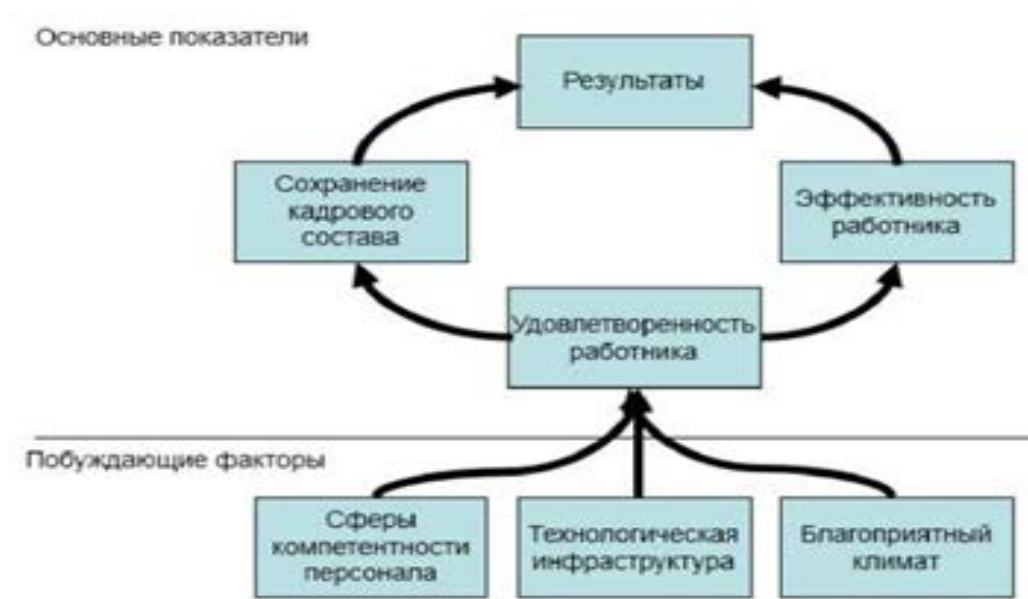 Основные показатели
Результаты
Сохранение
кадрового
состава
Эффективность
работника
Удовлетворенность
работника
Побуждающие факторы
Сферы
компетентности
персонала
Технологическая
инфраструктура
Благоприятный
климат